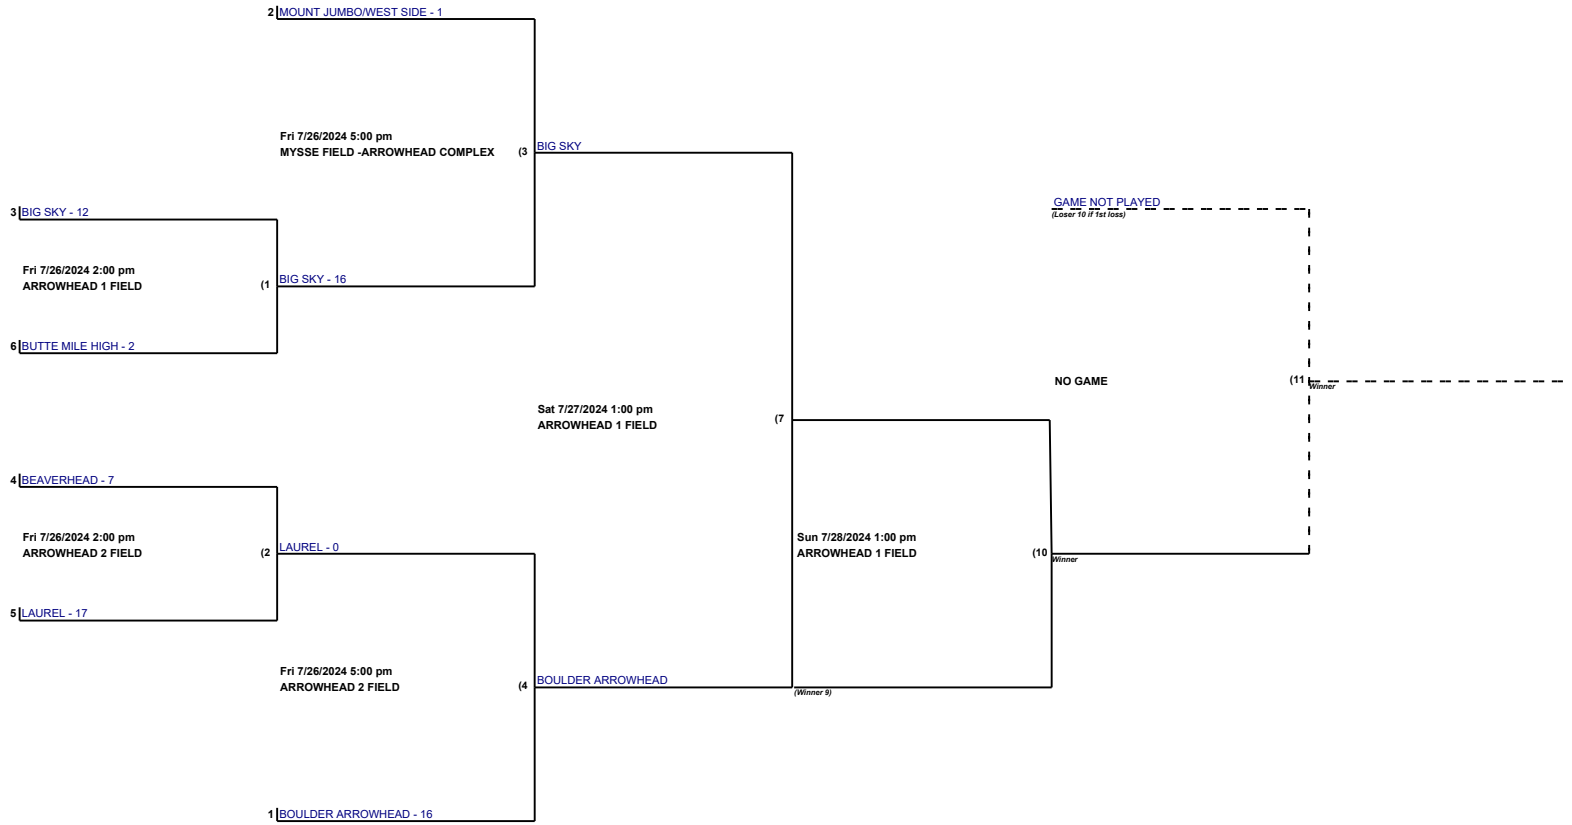 2 MOUNT JUMBO/WEST SIDE - 1
Fri 7/26/2024 5:00 pm
MYSSE FIELD -ARROWHEAD COMPLEX (3
BIG SKY
GAME NOT PLAYED
(Loser 10 if 1st loss)
3 BIG SKY - 12
Fri 7/26/2024 2:00 pm
ARROWHEAD 1 FIELD (1
BIG SKY - 16
6 BUTTE MILE HIGH - 2
NO GAME (11
Winner
Sat 7/27/2024 1:00 pm
ARROWHEAD 1 FIELD (7
4 BEAVERHEAD - 7
Fri 7/26/2024 2:00 pm
ARROWHEAD 2 FIELD (2
LAUREL - 0
Sun 7/28/2024 1:00 pm
ARROWHEAD 1 FIELD (10
Winner
5 LAUREL - 17
Fri 7/26/2024 5:00 pm
ARROWHEAD 2 FIELD (4
BOULDER ARROWHEAD
(Winner 9)
1 BOULDER ARROWHEAD - 16